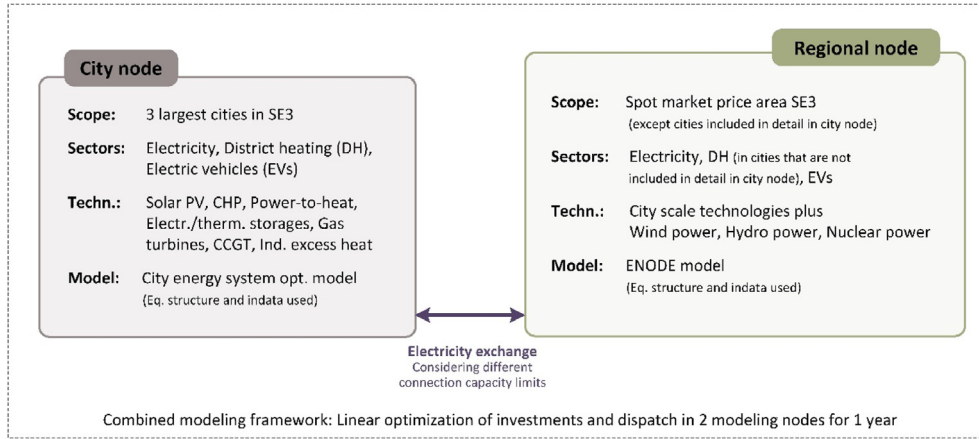 City node
Scope: 3 largest cities in SE3
Sectors: Electricity, District heating (DH),
Electric vehicles (EVs)
Techn.: Solar PV, CHP, Power-to-heat,
Electr./therm. storages, Gas
turbines, CCGT, Ind. excess heat
Model: City energy system opt. model
(Eq. structure and indata used)
Regional node
Scope: Spot market price area SE3
(except cities included in detail in city node)
Sectors: Electricity, DH (in cities that are not
included in detail in city node), EVs
Techn.: City scale technologies plus
Wind power, Hydro power, Nuclear power
Model: ENODE model
(Eq. structure and indata used)
Electricity exchange
Considering different
connection capacity limits
Combined modeling framework: Linear optimization of investments and dispatch in 2 modeling nodes for 1 year